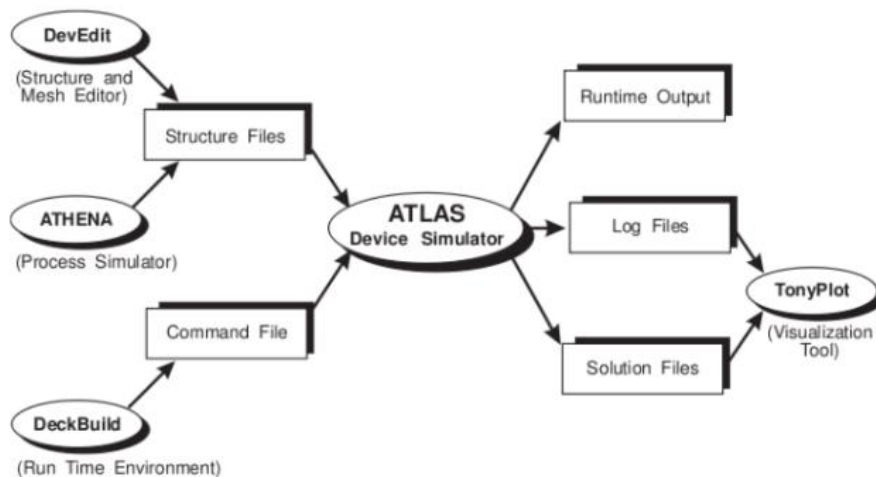 DevEdit
(Structure and
Mesh Editor)
Structure Files
ATHENA
(Process Simulator)
Command File
DeckBuild
(Run Time Environment)
ATLAS
Device Simulator
Runtime Output
Log Files
Solution Files
TonyPlot
(Visualization
Tool)